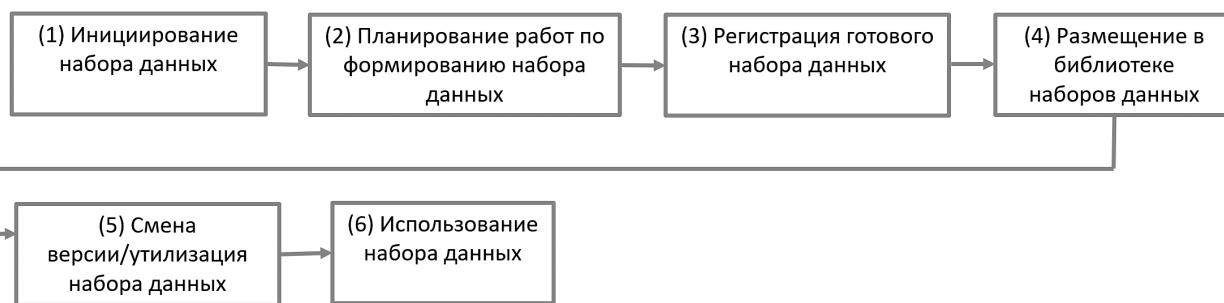 (1) Инициирование
набора данных
(2) Планирование работ по
формированию набора
данных
(3) Регистрация готового
набора данных
(4) Размещение в
библиотеке
наборов данных
(5) Смена
версии/утилизация
набора данных
(6) Использование
набора данных